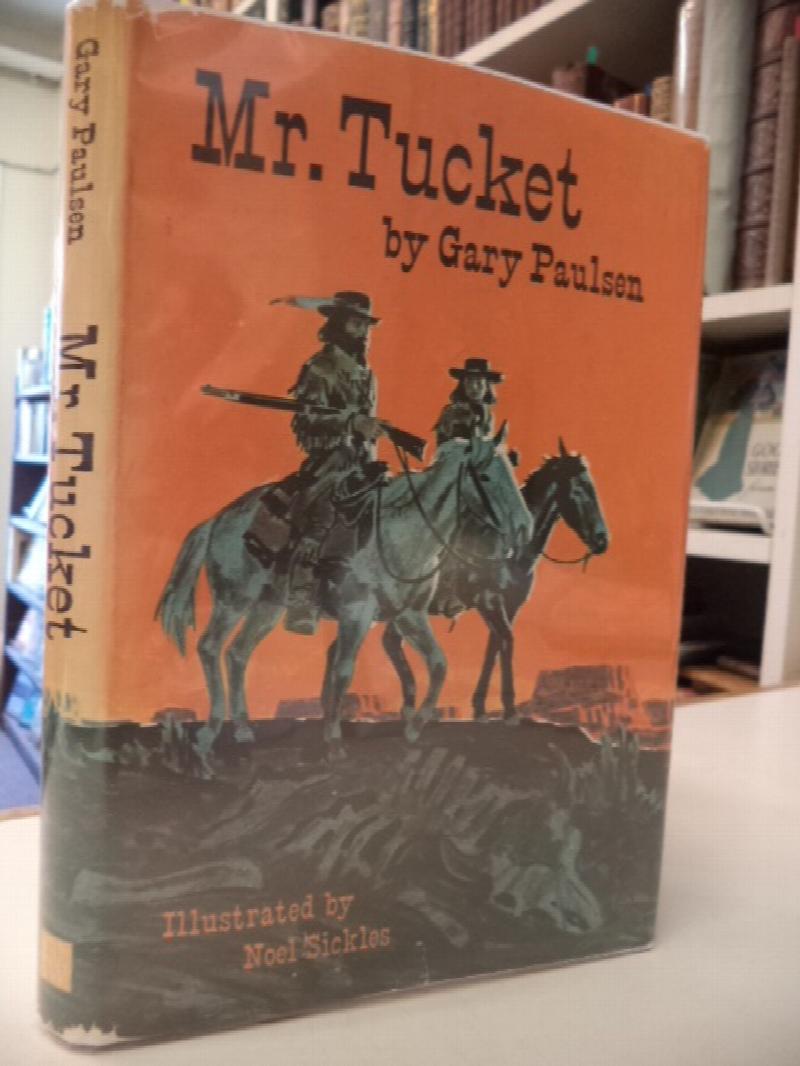 Gary Paulsen
Mr. Tucket
Mr. Tucket
by Gary Paulsen
Illustrated by
Noel Sickles